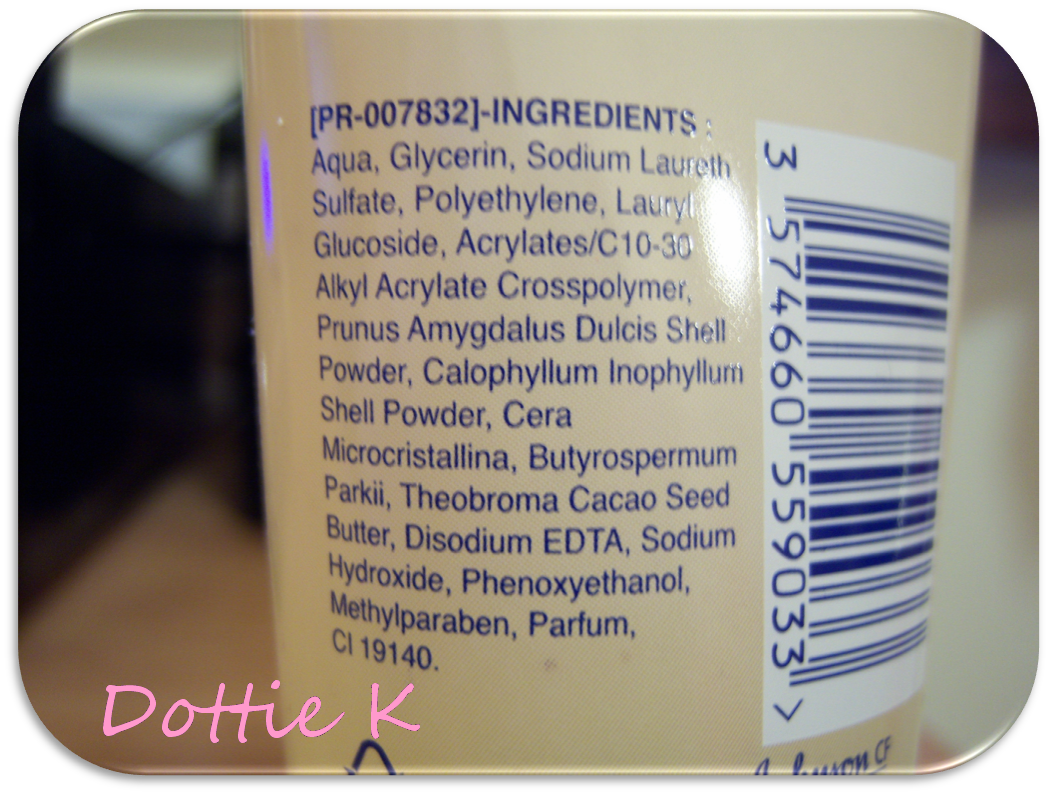 [PR-007832]-INGREDIENTS :
Aqua, Glycerin, Sodium Laureth
Sulfate, Polyethylene, Lauryl
Glucoside, Acrylates/C10-30
Alkyl Acrylate Crosspolymer,
Prunus Amygdalus Dulcis Shell
Powder, Calophyllum Inophyllum
Shell Powder, Cera
Microcristallina, Butyrospermum
Parkii, Theobroma Cacao Seed
Butter, Disodium EDTA, Sodium
Hydroxide, Phenoxyethanol,
Methylparaben, Parfum,
CI 19140.
3 574660 559033 >
Dottie K